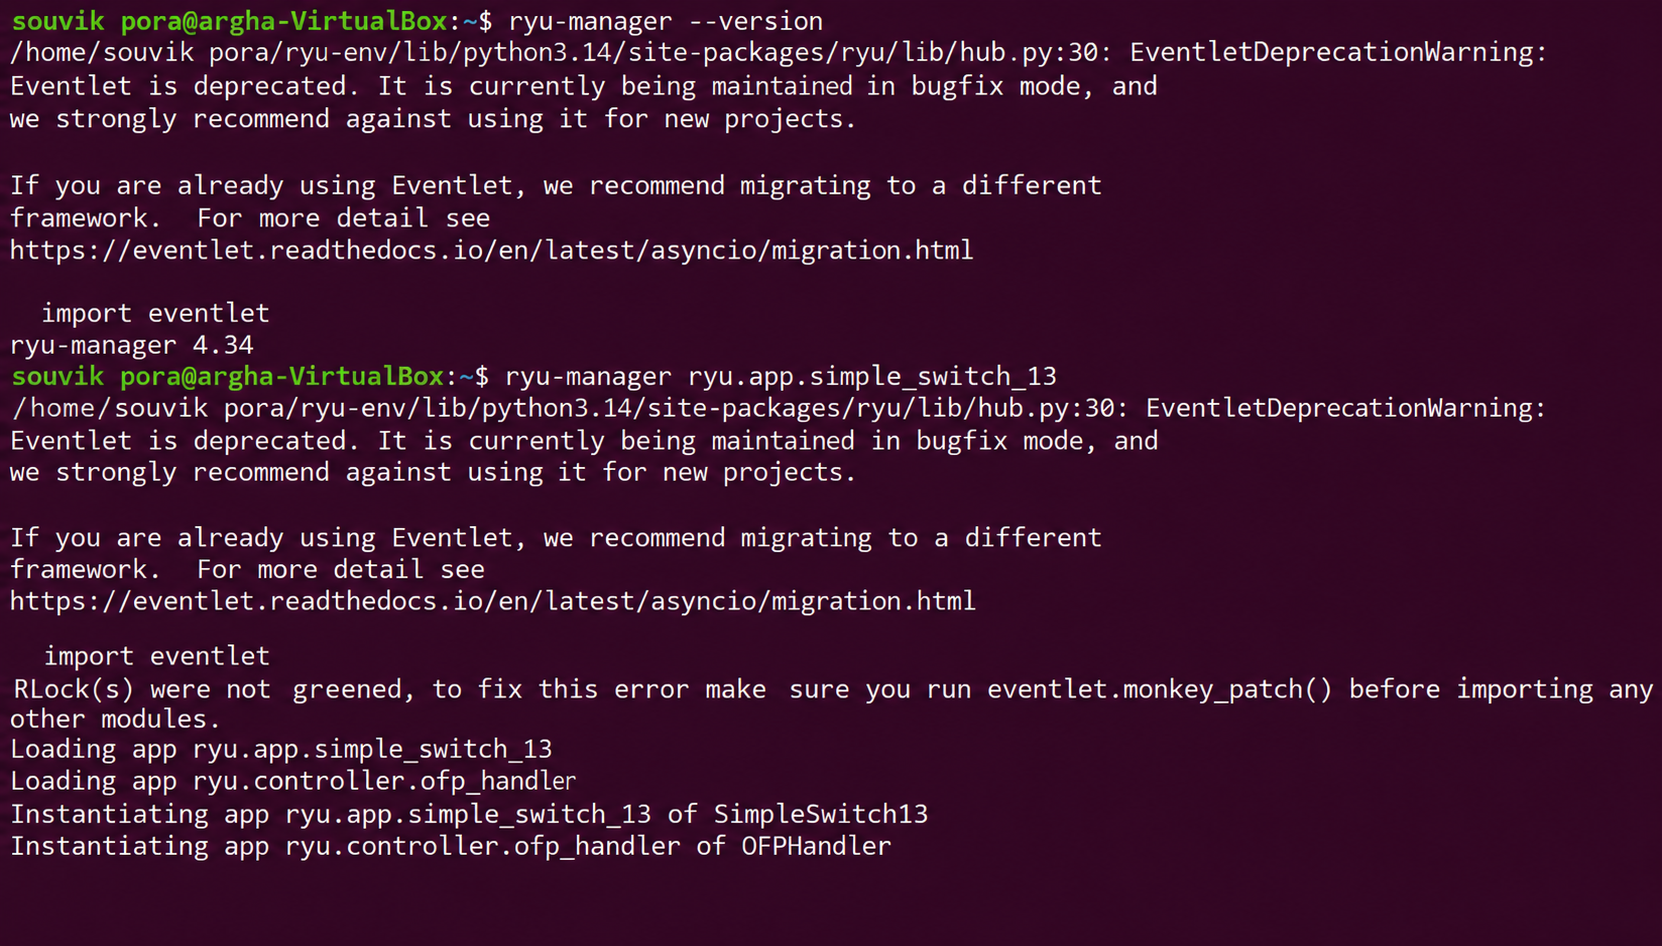 souvik pora@argha-VirtualBox:~$ ryu-manager --version
/home/souvik pora/ryu-env/lib/python3.14/site-packages/ryu/lib/hub.py:30: EventletDeprecationWarning:
Eventlet is deprecated. It is currently being maintained in bugfix mode, and
we strongly recommend against using it for new projects.

If you are already using Eventlet, we recommend migrating to a different
framework.  For more detail see
https://eventlet.readthedocs.io/en/latest/asyncio/migration.html

  import eventlet
ryu-manager 4.34
souvik pora@argha-VirtualBox:~$ ryu-manager ryu.app.simple_switch_13
/home/souvik pora/ryu-env/lib/python3.14/site-packages/ryu/lib/hub.py:30: EventletDeprecationWarning:
Eventlet is deprecated. It is currently being maintained in bugfix mode, and
we strongly recommend against using it for new projects.

If you are already using Eventlet, we recommend migrating to a different
framework.  For more detail see
https://eventlet.readthedocs.io/en/latest/asyncio/migration.html

  import eventlet
RLock(s) were not greened, to fix this error make sure you run eventlet.monkey_patch() before importing any
other modules.
Loading app ryu.app.simple_switch_13
Loading app ryu.controller.ofp_handler
Instantiating app ryu.app.simple_switch_13 of SimpleSwitch13
Instantiating app ryu.controller.ofp_handler of OFPHandler